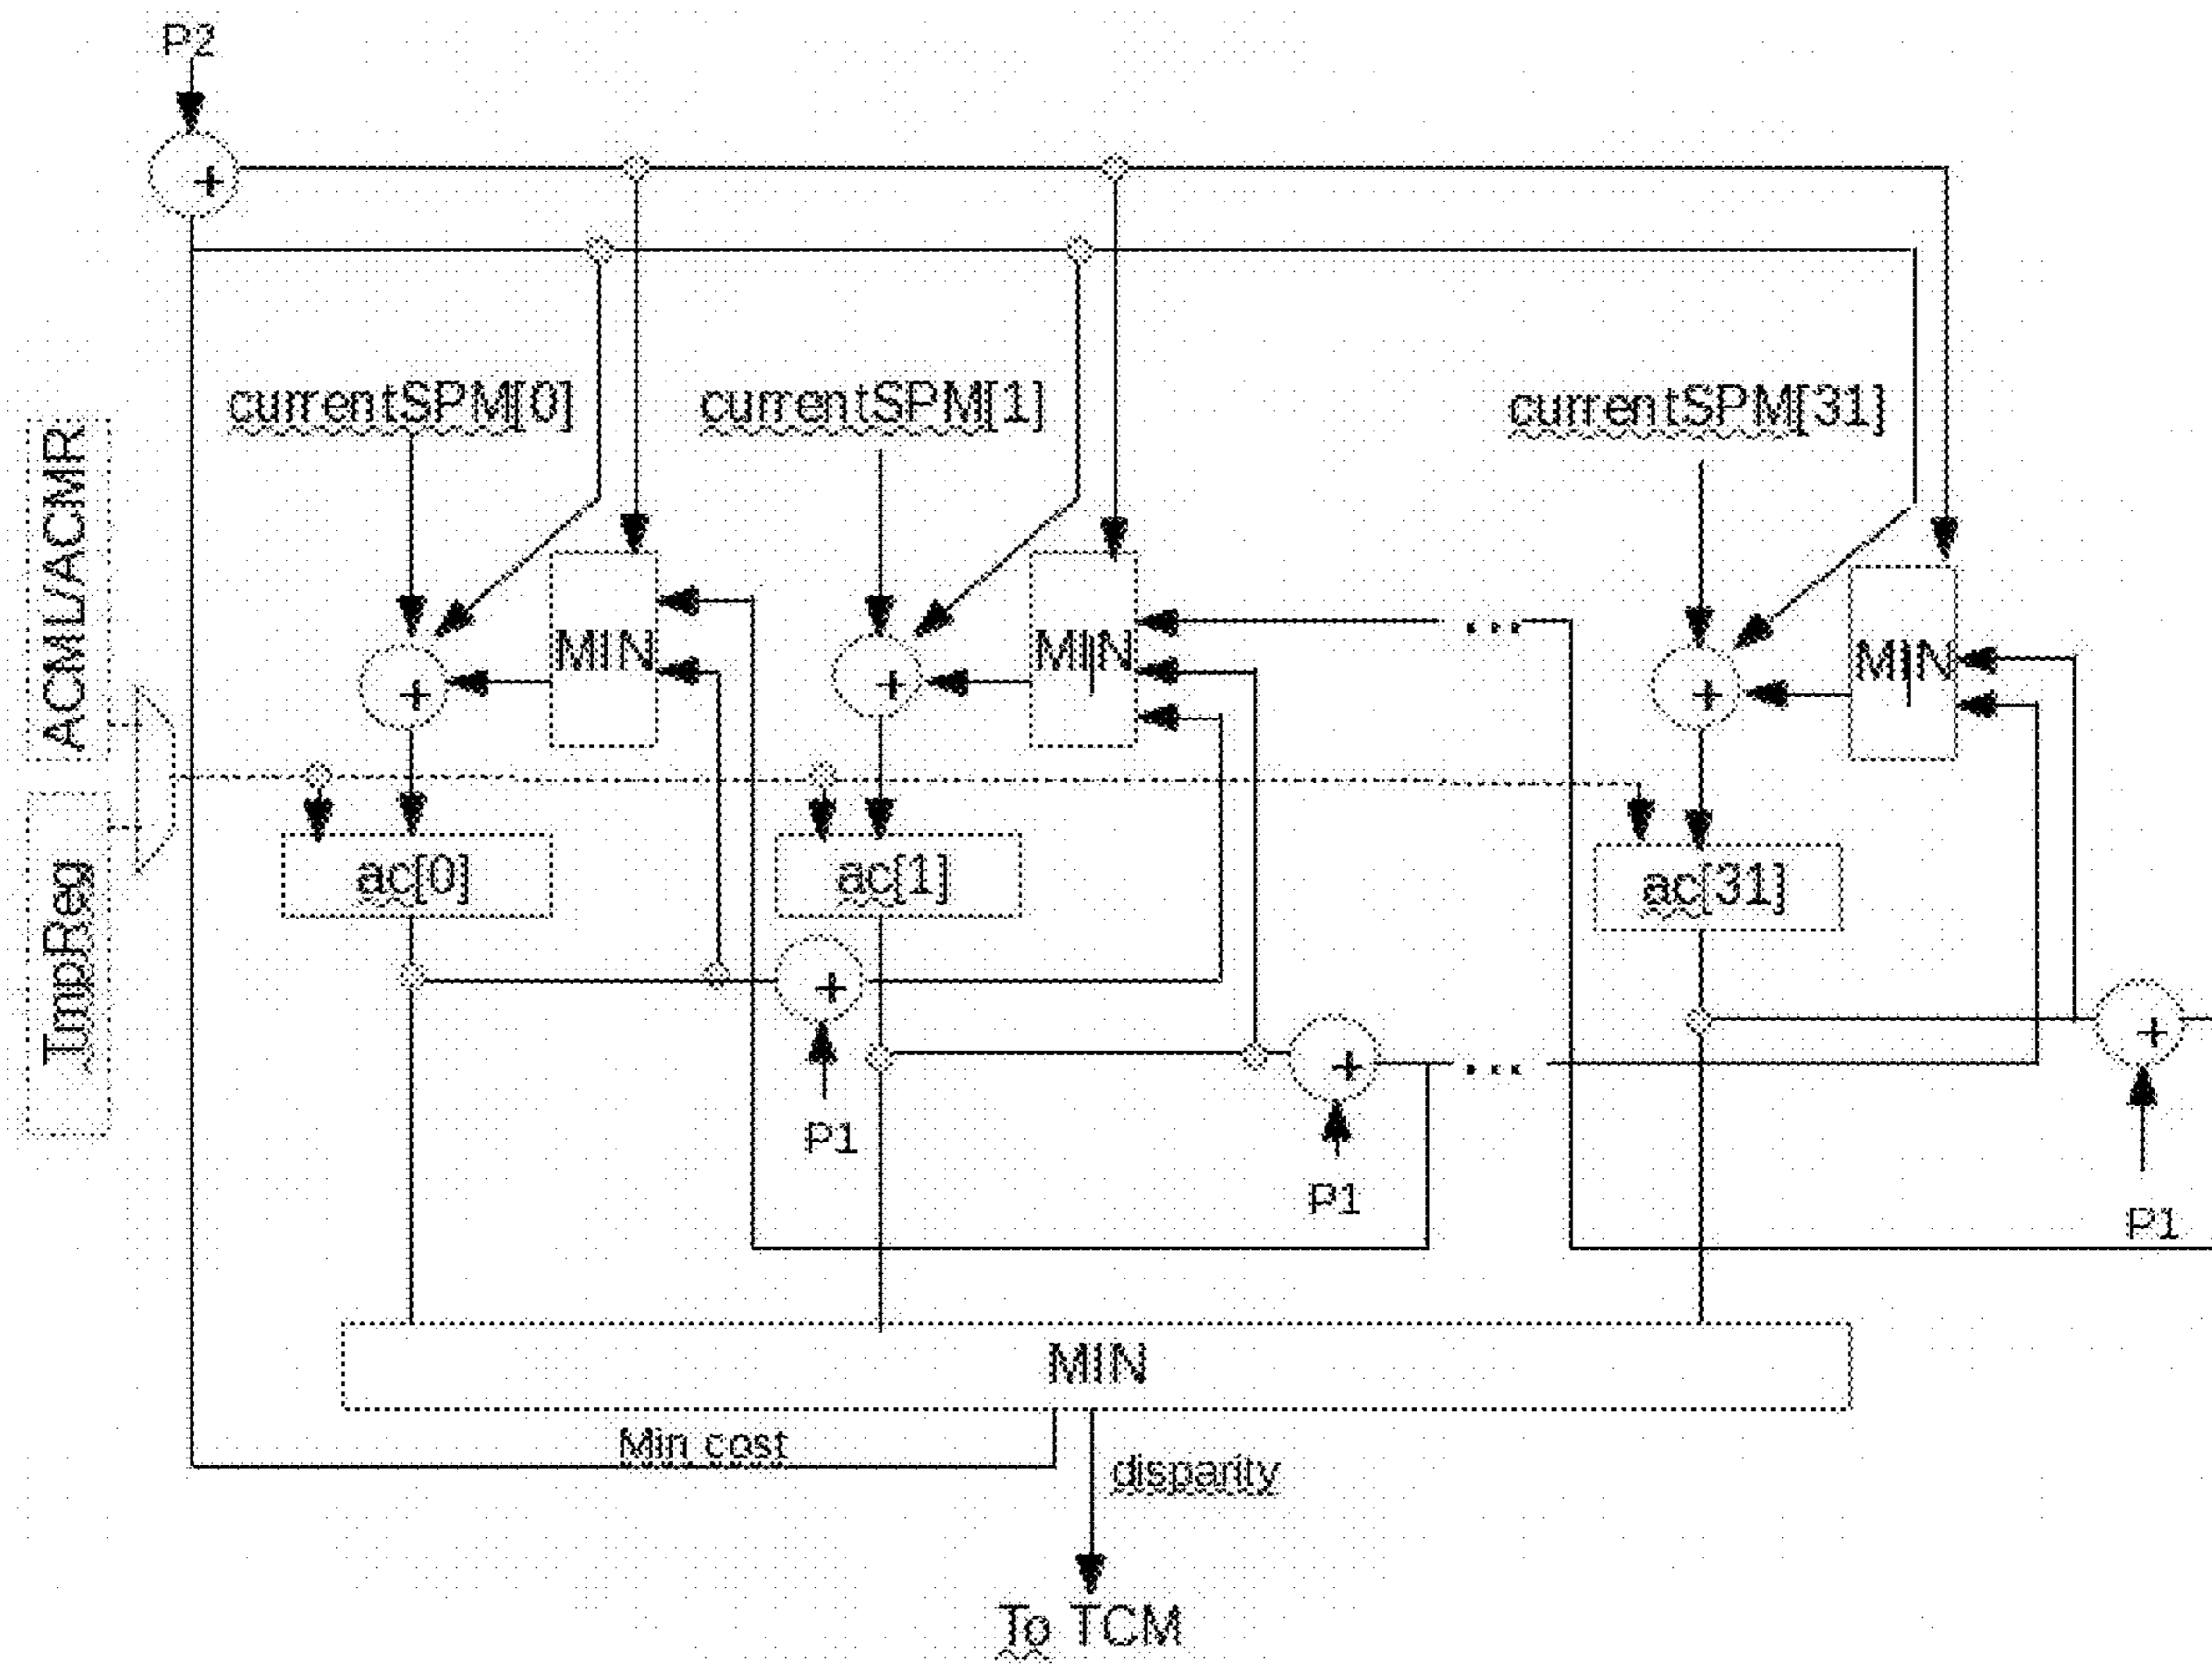 P2
+
currentSPM[0]
currentSPM[1]
currentSPM[31]
ACML/ACMR
MIN
MIN
MIN
+
+
+
TmpReg
ac[0]
ac[1]
ac[31]
+
+
+
...
...
P1
P1
P1
MIN
Min cost
disparity
To TCM